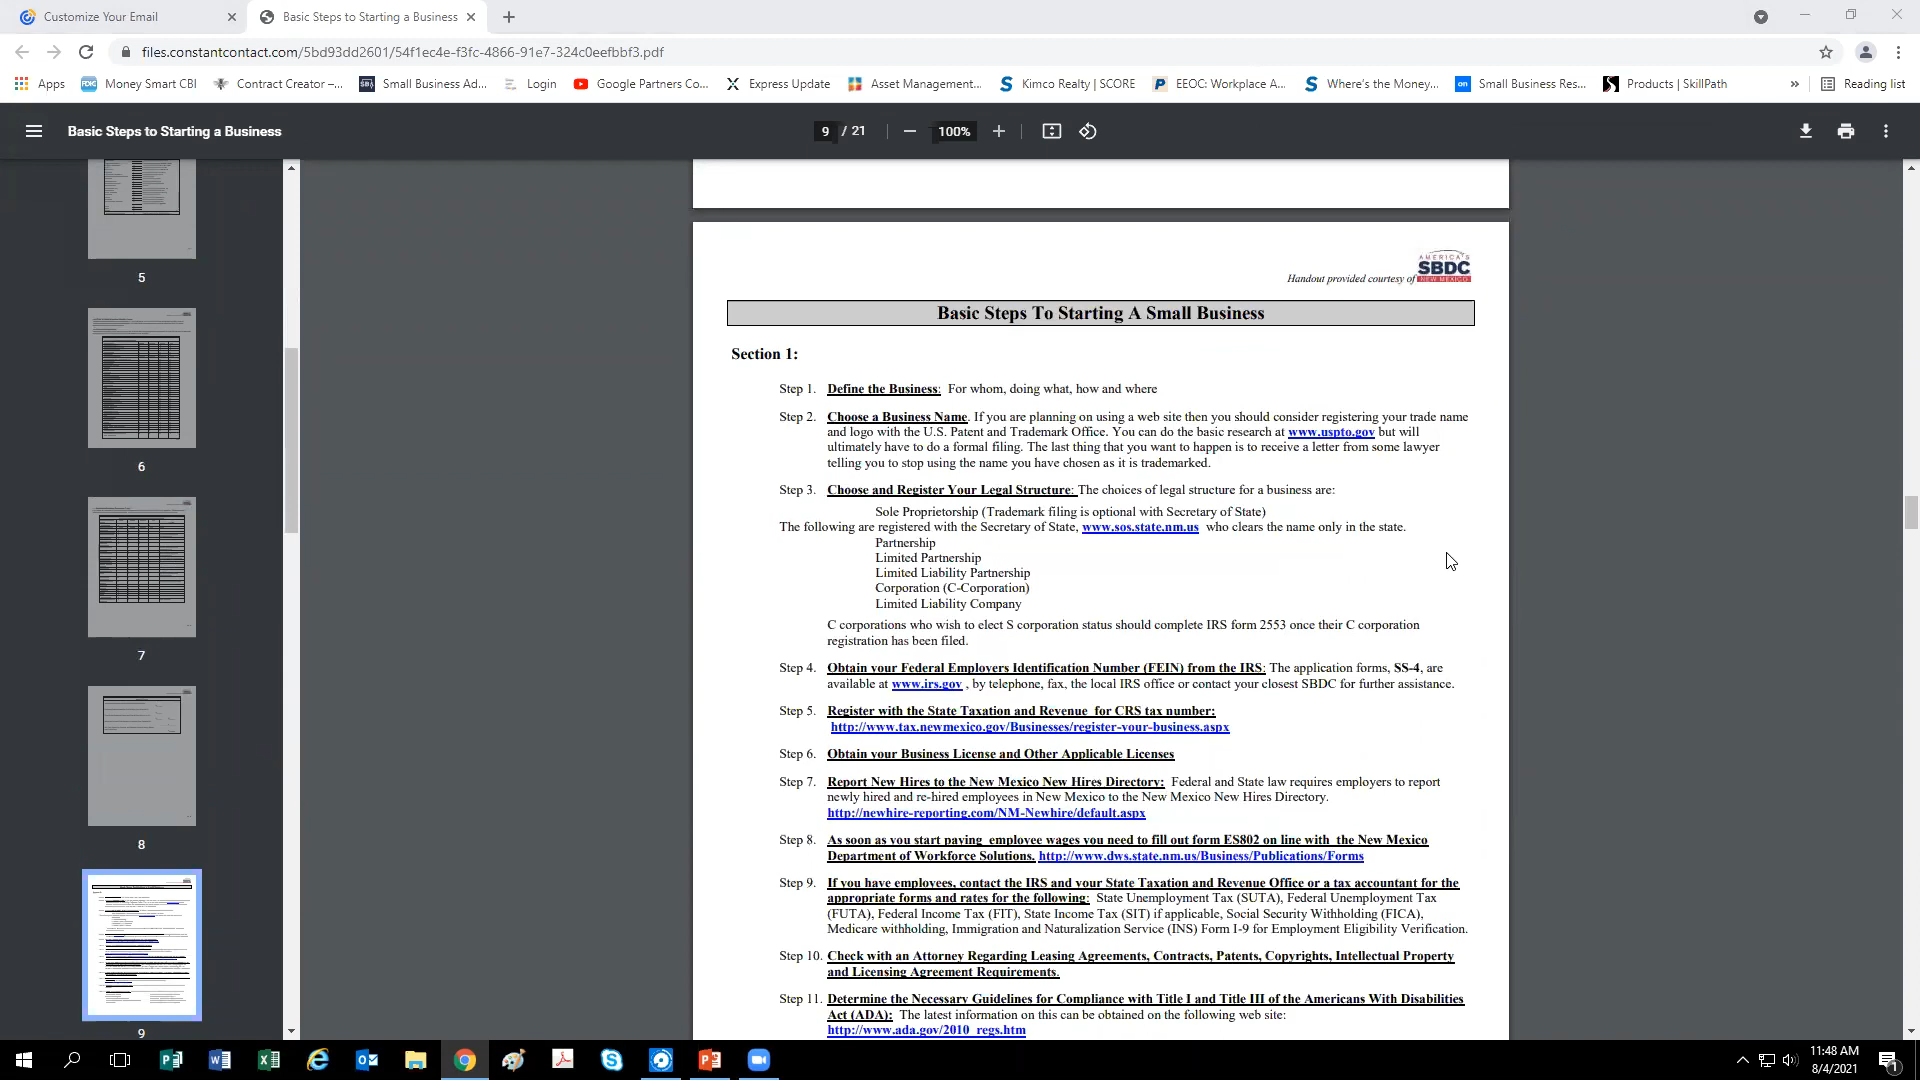 Customize Your Email
Basic Steps to Starting a Business
files.constantcontact.com/5bd93dd2601/54f1ec4e-f3fc-4866-91e7-324c0eefbbf3.pdf
Apps Money Smart CBI Contract Creator –... Small Business Ad... Login Google Partners Co... Express Update Asset Management... Kimco Realty | SCORE EEOC: Workplace A... Where's the Money... Small Business Res... Products | SkillPath » Reading list
Basic Steps to Starting a Business 9 / 21 100%
5
6
7
8
9
Handout provided courtesy of
AMERICA'S
SBDC
NEW MEXICO
Basic Steps To Starting A Small Business
Section 1:
Step 1. Define the Business: For whom, doing what, how and where
Step 2. Choose a Business Name. If you are planning on using a web site then you should consider registering your trade name
and logo with the U.S. Patent and Trademark Office. You can do the basic research at www.uspto.gov but will
ultimately have to do a formal filing. The last thing that you want to happen is to receive a letter from some lawyer
telling you to stop using the name you have chosen as it is trademarked.
Step 3. Choose and Register Your Legal Structure: The choices of legal structure for a business are:
Sole Proprietorship (Trademark filing is optional with Secretary of State)
The following are registered with the Secretary of State, www.sos.state.nm.us who clears the name only in the state.
Partnership
Limited Partnership
Limited Liability Partnership
Corporation (C-Corporation)
Limited Liability Company
C corporations who wish to elect S corporation status should complete IRS form 2553 once their C corporation
registration has been filed.
Step 4. Obtain your Federal Employers Identification Number (FEIN) from the IRS: The application forms, SS-4, are
available at www.irs.gov , by telephone, fax, the local IRS office or contact your closest SBDC for further assistance.
Step 5. Register with the State Taxation and Revenue for CRS tax number:
http://www.tax.newmexico.gov/Businesses/register-your-business.aspx
Step 6. Obtain your Business License and Other Applicable Licenses
Step 7. Report New Hires to the New Mexico New Hires Directory: Federal and State law requires employers to report
newly hired and re-hired employees in New Mexico to the New Mexico New Hires Directory.
http://newhire-reporting.com/NM-Newhire/default.aspx
Step 8. As soon as you start paying employee wages you need to fill out form ES802 on line with the New Mexico
Department of Workforce Solutions. http://www.dws.state.nm.us/Business/Publications/Forms
Step 9. If you have employees, contact the IRS and your State Taxation and Revenue Office or a tax accountant for the
appropriate forms and rates for the following: State Unemployment Tax (SUTA), Federal Unemployment Tax
(FUTA), Federal Income Tax (FIT), State Income Tax (SIT) if applicable, Social Security Withholding (FICA),
Medicare withholding, Immigration and Naturalization Service (INS) Form I-9 for Employment Eligibility Verification.
Step 10. Check with an Attorney Regarding Leasing Agreements, Contracts, Patents, Copyrights, Intellectual Property
and Licensing Agreement Requirements.
Step 11. Determine the Necessary Guidelines for Compliance with Title I and Title III of the Americans With Disabilities
Act (ADA): The latest information on this can be obtained on the following web site:
http://www.ada.gov/2010_regs.htm
11:48 AM
8/4/2021